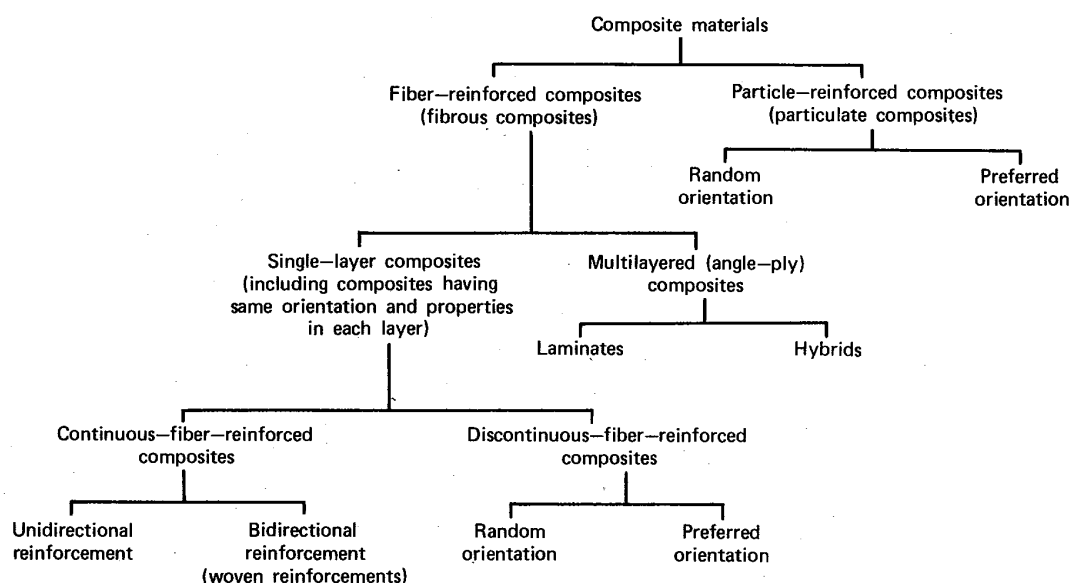 Composite materials
Fiber—reinforced composites
(fibrous composites)
Particle—reinforced composites
(particulate composites)
Random
orientation
Preferred
orientation
Single—layer composites
(including composites having
same orientation and properties
in each layer)
Multilayered (angle—ply)
composites
Laminates
Hybrids
Continuous—fiber—reinforced
composites
Discontinuous—fiber—reinforced
composites
Unidirectional
reinforcement
Bidirectional
reinforcement
(woven reinforcements)
Random
orientation
Preferred
orientation